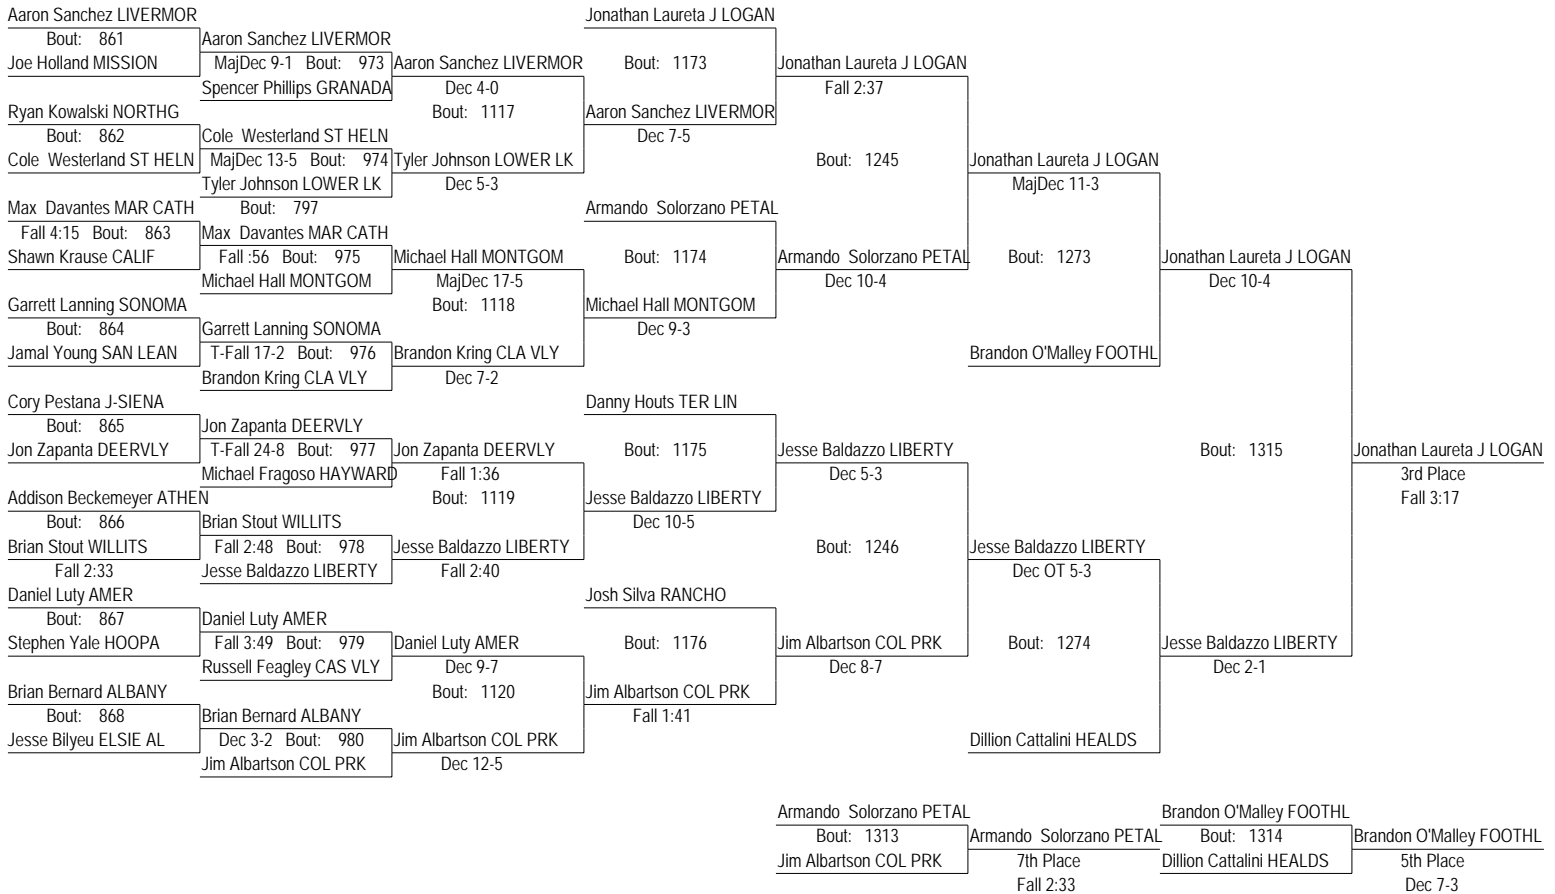 Aaron Sanchez LIVERMOR
Bout: 861
Joe Holland MISSION
Ryan Kowalski NORTHG
Bout: 862
Cole Westerland ST HELN
Max Davantes MAR CATH
Fall 4:15 Bout: 863
Shawn Krause CALIF
Garrett Lanning SONOMA
Bout: 864
Jamal Young SAN LEAN
Cory Pestana J-SIENA
Bout: 865
Jon Zapanta DEERVLY
Addison Beckemeyer ATHEN
Bout: 866
Brian Stout WILLITS
Fall 2:33
Daniel Luty AMER
Bout: 867
Stephen Yale HOOPA
Brian Bernard ALBANY
Bout: 868
Jesse Bilyeu ELSIE AL
Aaron Sanchez LIVERMOR
MajDec 9-1 Bout: 973
Spencer Phillips GRANADA
Cole Westerland ST HELN
MajDec 13-5 Bout: 974
Tyler Johnson LOWER LK
Bout: 797
Max Davantes MAR CATH
Fall :56 Bout: 975
Michael Hall MONTGOM
Garrett Lanning SONOMA
T-Fall 17-2 Bout: 976
Brandon Kring CLA VLY
Jon Zapanta DEERVLY
T-Fall 24-8 Bout: 977
Michael Fragoso HAYWARD
Brian Stout WILLITS
Fall 2:48 Bout: 978
Jesse Baldazzo LIBERTY
Daniel Luty AMER
Fall 3:49 Bout: 979
Russell Feagley CAS VLY
Brian Bernard ALBANY
Dec 3-2 Bout: 980
Jim Albartson COL PRK
Aaron Sanchez LIVERMOR
Dec 4-0
Bout: 1117
Tyler Johnson LOWER LK
Dec 5-3
Michael Hall MONTGOM
MajDec 17-5
Bout: 1118
Brandon Kring CLA VLY
Dec 7-2
Jon Zapanta DEERVLY
Fall 1:36
Bout: 1119
Jesse Baldazzo LIBERTY
Fall 2:40
Daniel Luty AMER
Dec 9-7
Bout: 1120
Jim Albartson COL PRK
Dec 12-5
Jonathan Laureta J LOGAN
Bout: 1173
Aaron Sanchez LIVERMOR
Dec 7-5
Armando Solorzano PETAL
Bout: 1174
Michael Hall MONTGOM
Dec 9-3
Danny Houts TER LIN
Bout: 1175
Jesse Baldazzo LIBERTY
Dec 10-5
Josh Silva RANCHO
Bout: 1176
Jim Albartson COL PRK
Fall 1:41
Jonathan Laureta J LOGAN
Fall 2:37
Bout: 1245
Armando Solorzano PETAL
Dec 10-4
Jesse Baldazzo LIBERTY
Dec 5-3
Bout: 1246
Jim Albartson COL PRK
Dec 8-7
Jonathan Laureta J LOGAN
MajDec 11-3
Bout: 1273
Brandon O'Malley FOOTHL
Jesse Baldazzo LIBERTY
Dec OT 5-3
Bout: 1274
Dillion Cattalini HEALDS
Jonathan Laureta J LOGAN
Dec 10-4
Bout: 1315
Jesse Baldazzo LIBERTY
Dec 2-1
Jonathan Laureta J LOGAN
3rd Place
Fall 3:17
Armando Solorzano PETAL
Bout: 1313
Jim Albartson COL PRK
Armando Solorzano PETAL
7th Place
Fall 2:33
Brandon O'Malley FOOTHL
Bout: 1314
Dillion Cattalini HEALDS
Brandon O'Malley FOOTHL
5th Place
Dec 7-3